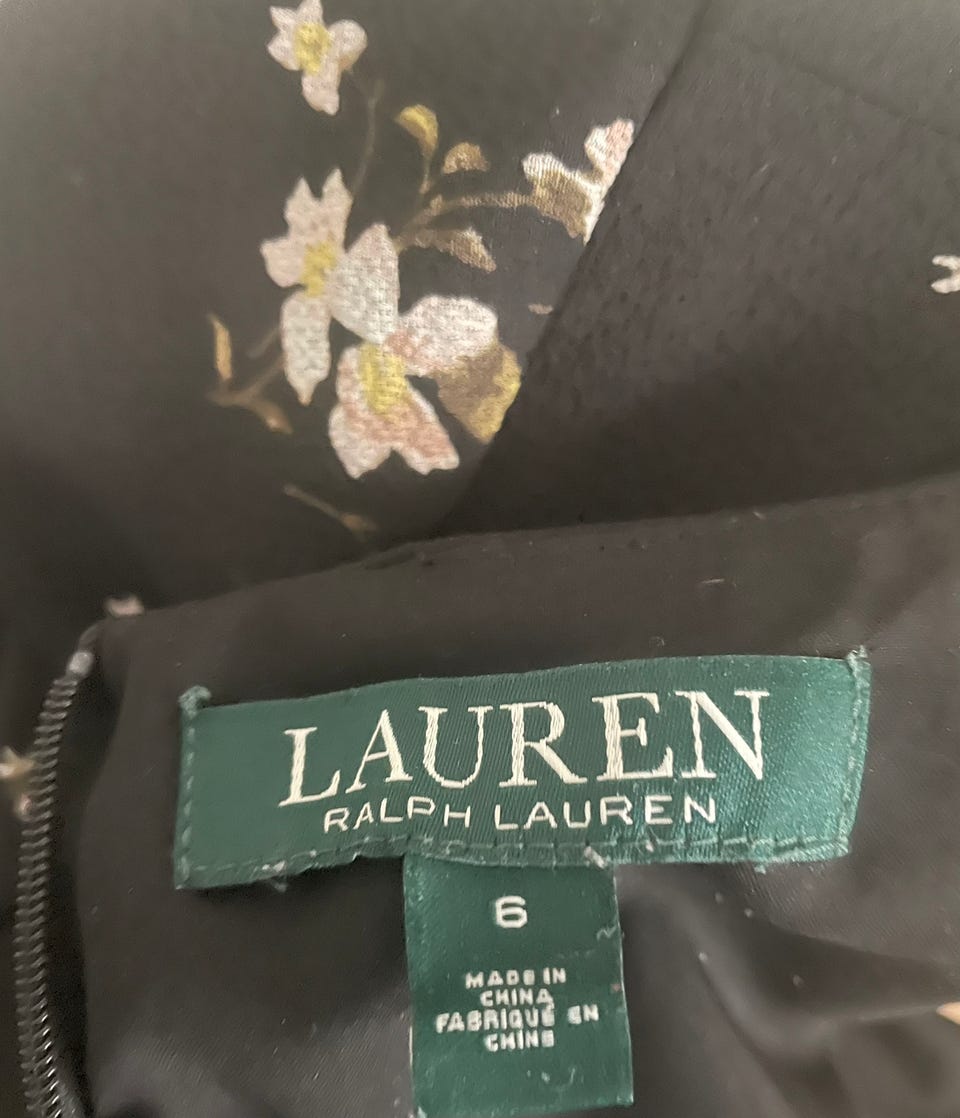 LAUREN
RALPH LAUREN
6
MADE IN
CHINA
FABRIQUÉ EN
CHINE